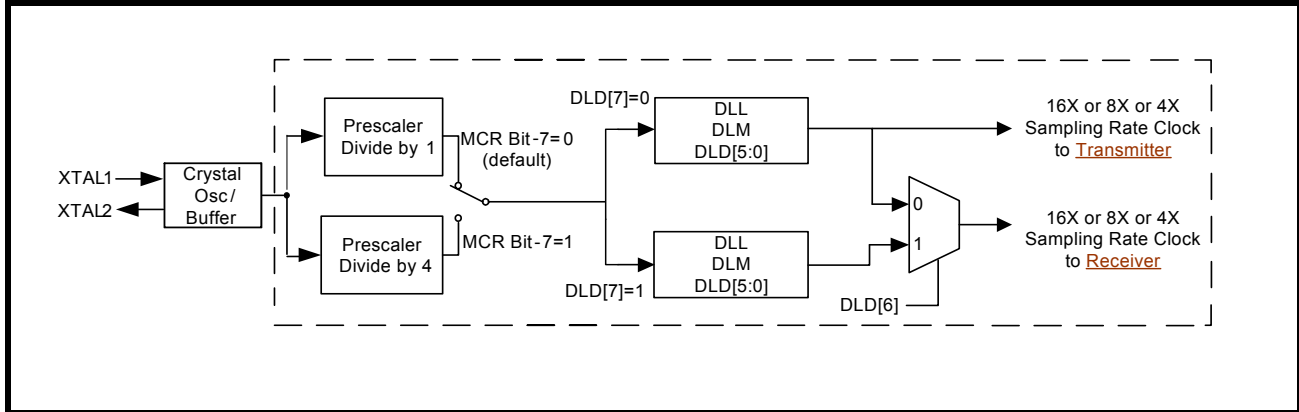 XTAL1
XTAL2
Crystal
Osc/
Buffer
Prescaler
Divide by 1
MCR Bit-7=0
(default)
Prescaler
Divide by 4
MCR Bit-7=1
DLD[7]=0
DLL
DLM
DLD[5:0]
DLD[7]=1
DLL
DLM
DLD[5:0]
0
1
DLD[6]
16X or 8X or 4X
Sampling Rate Clock
to Transmitter
16X or 8X or 4X
Sampling Rate Clock
to Receiver